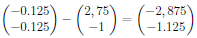 (−0.125) − (2,75) = (−2,875)
(−0.125) − (−1) = (−1.125)